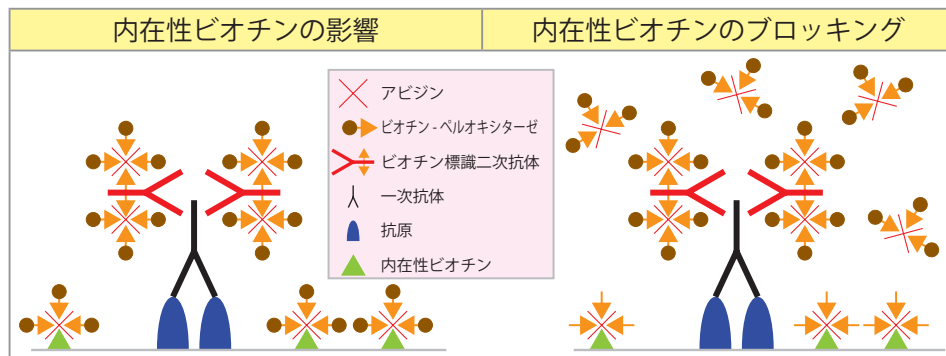 内在性ビオチンの影響
内在性ビオチンのブロッキング
アビジン
ビオチン - ペルオキシターゼ
ビオチン標識二次抗体
一次抗体
抗原
内在性ビオチン